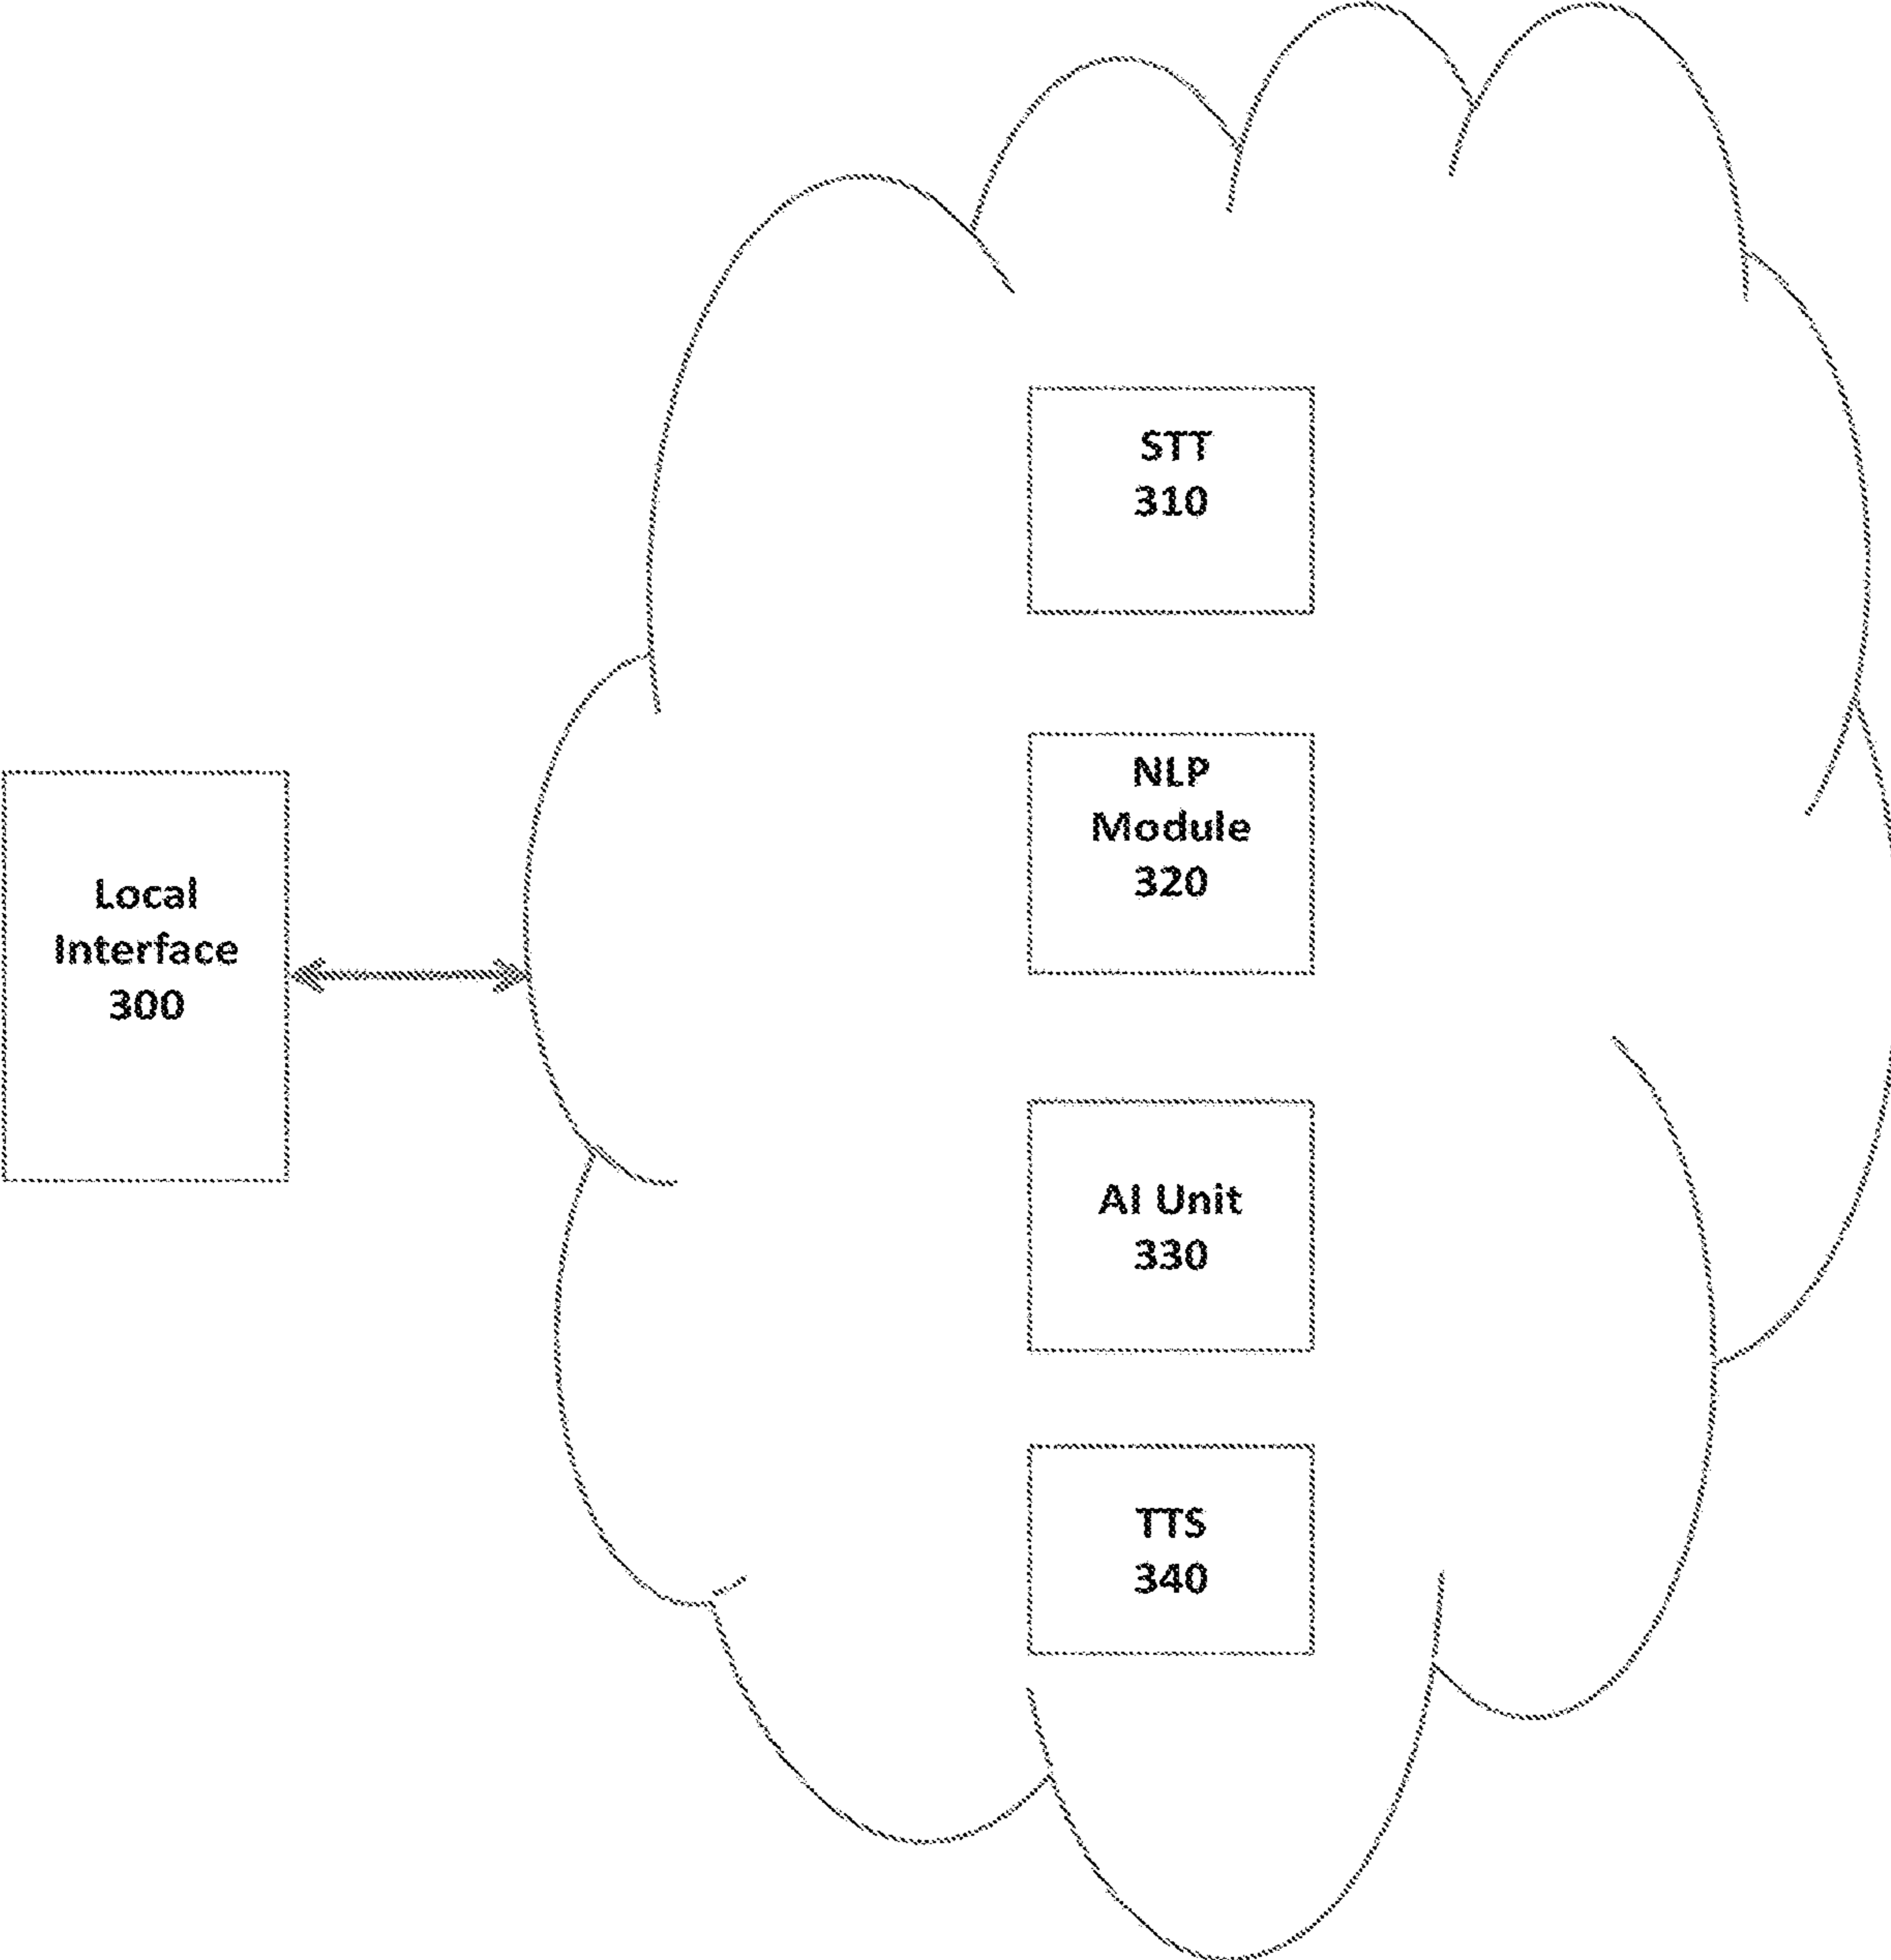 STT
310
NLP
Module
320
Local
Interface
300
AI Unit
330
TTS
340